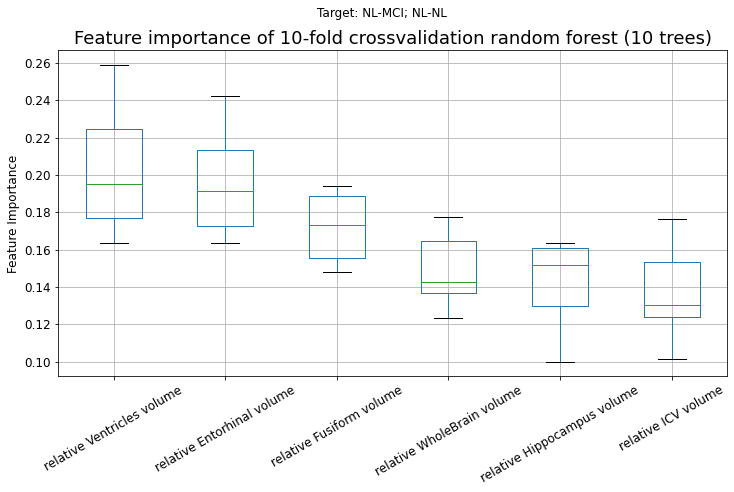 Target: NL-MCI; NL-NL
Feature importance of 10-fold crossvalidation random forest (10 trees)
Feature Importance
0.26
0.24
0.22
0.20
0.18
0.16
0.14
0.12
0.10
relative Ventricles volume
relative Entorhinal volume
relative Fusiform volume
relative WholeBrain volume
relative Hippocampus volume
relative ICV volume